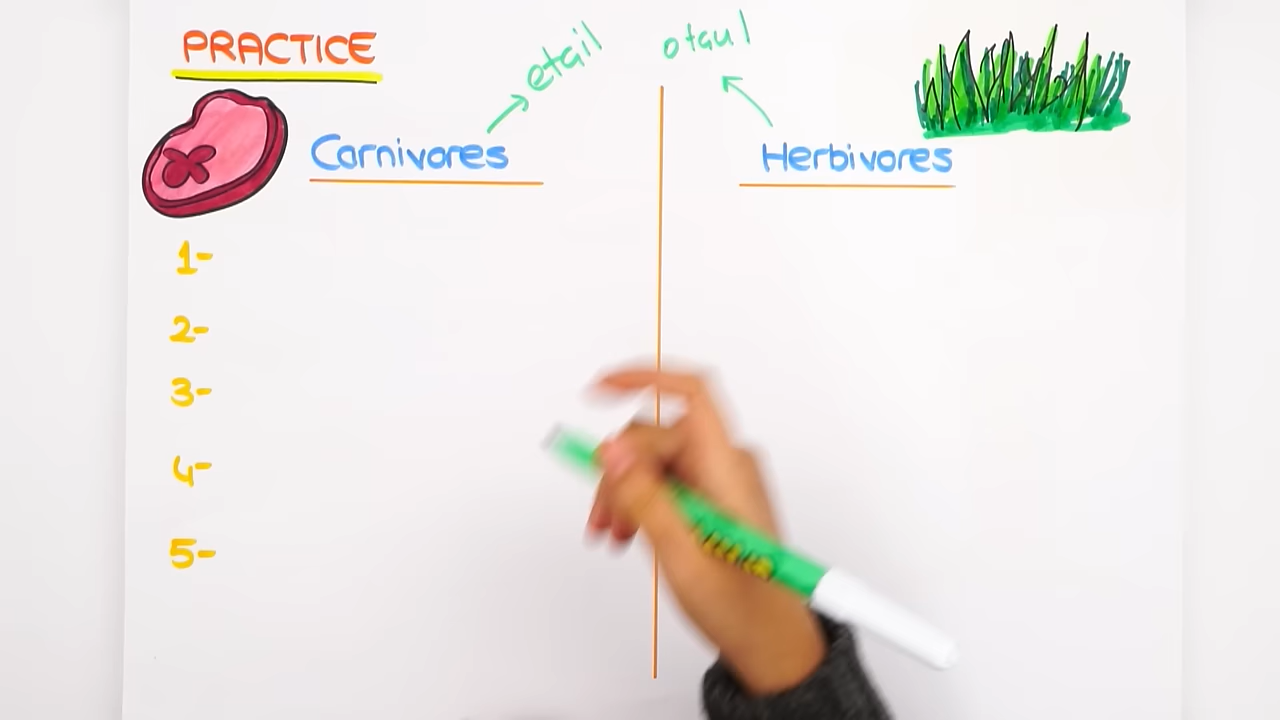 PRACTICE
etail
otaul
Carnivores
Herbivores
1-
2-
3-
4-
5-